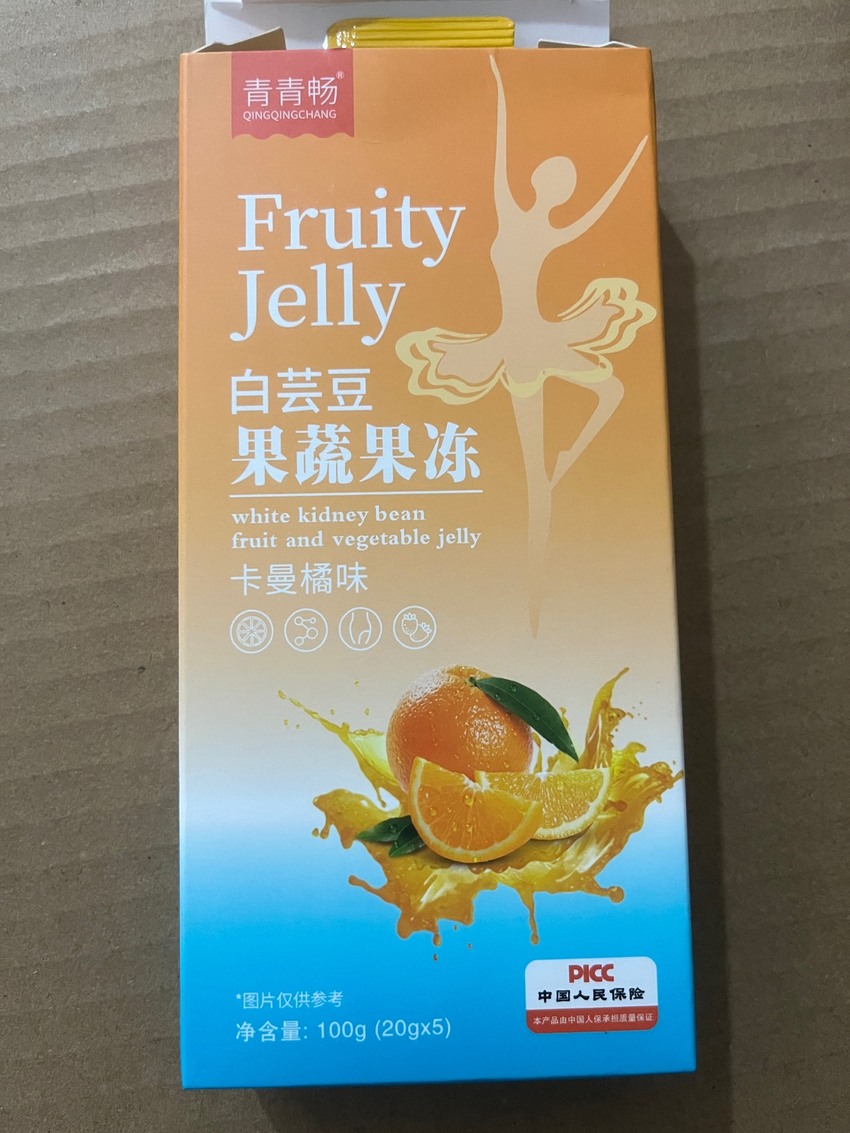 青青畅®
QINGQINGCHANG
Fruity
Jelly
白芸豆
果蔬果冻
white kidney bean
fruit and vegetable jelly
卡曼橘味
*图片仅供参考
净含量: 100g (20gx5)
PICC
中国人民保险
本产品由中国人保承担质量保证